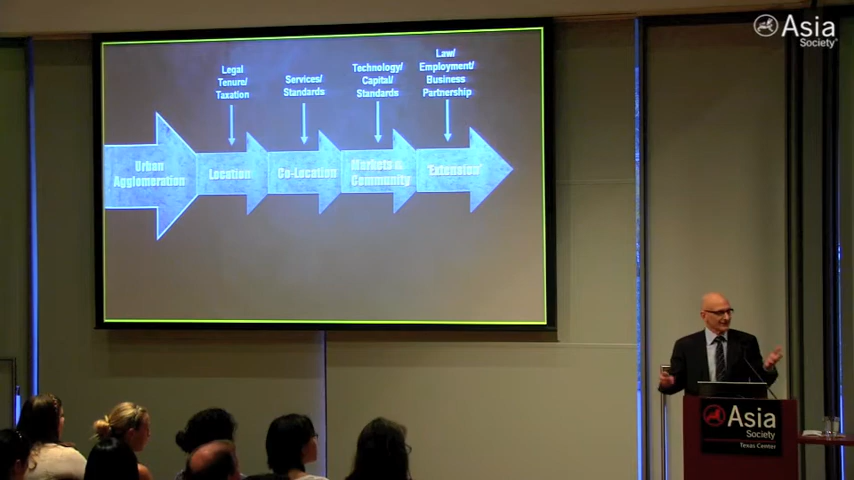 Asia
Society
Legal
Tenure/
Taxation
Services/
Standards
Technology/
Capital/
Standards
Law/
Employment/
Business
Partnership
Urban
Agglomeration
Location
Co-Location
Markets &
Community
'Extension'
Asia
Society
Texas Center